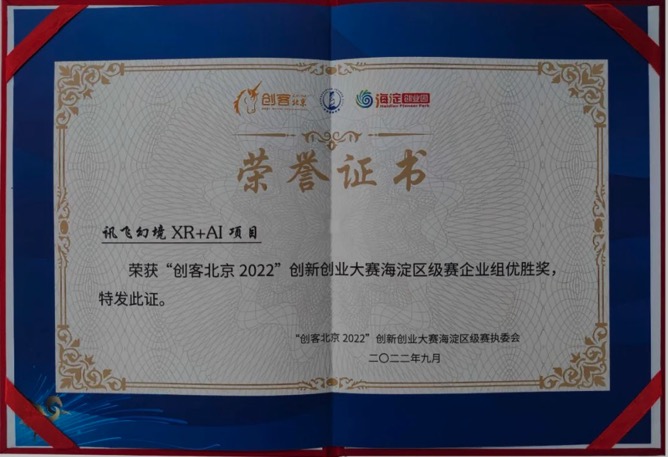 创客 北京
海淀创业园
Haidian Pioneer Park
荣誉证书
讯飞幻境 XR+AI 项目
荣获“创客北京 2022”创新创业大赛海淀区级赛企业组优胜奖，
特发此证。
“创客北京 2022”创新创业大赛海淀区级赛执委会
二〇二二年九月